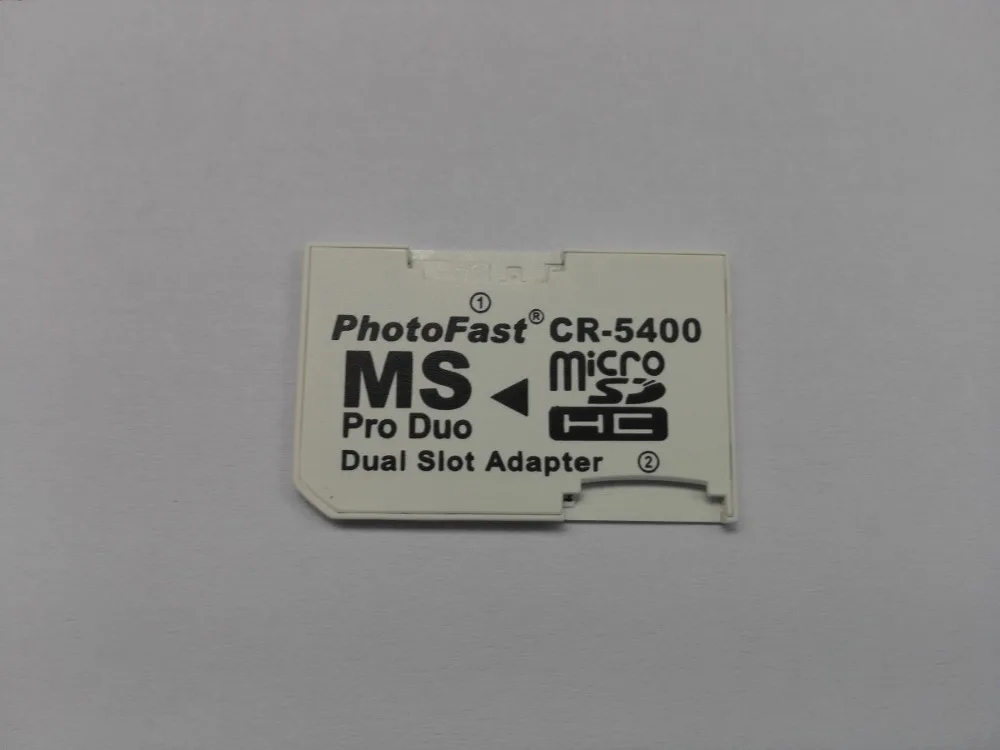 ①
PhotoFast® CR-5400
MS
Pro Duo
◀
micro
SD
HC
Dual Slot Adapter ②